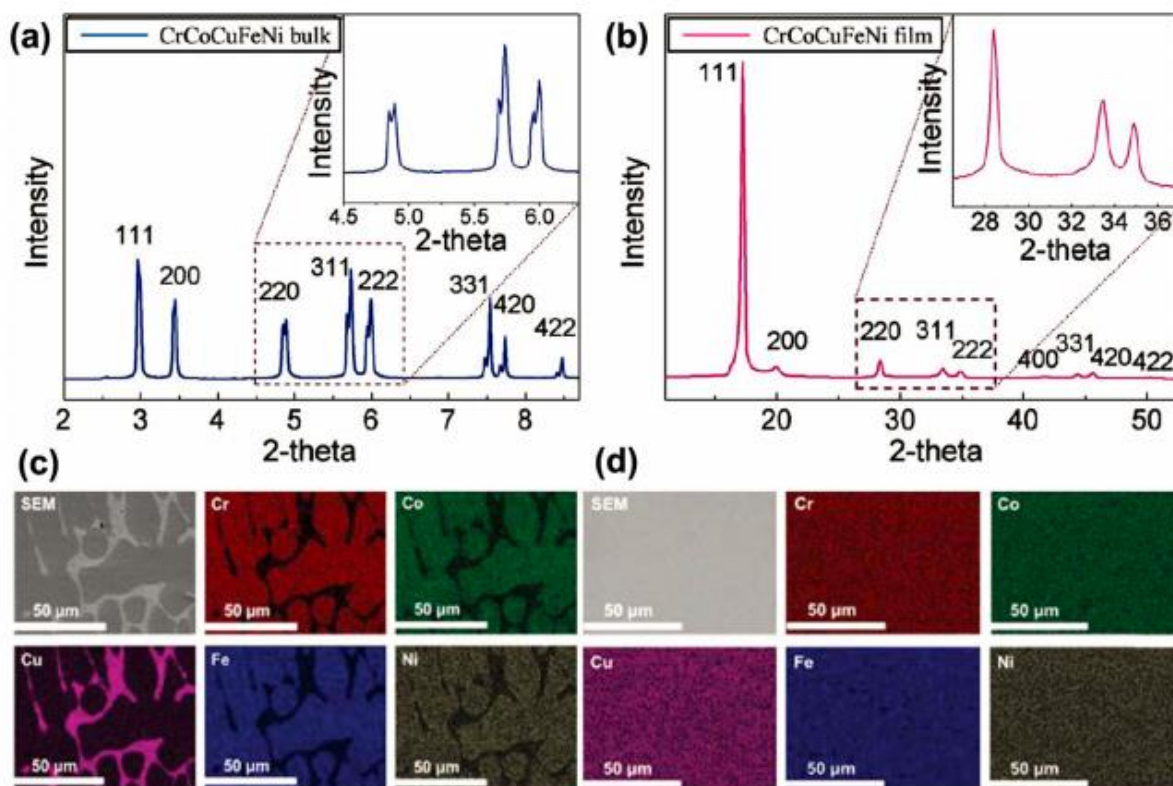 (a)
CrCoCuFeNi bulk
Intensity
111
200
220
311
222
331
420
422
2 3 4 5 6 7 8
2-theta
Intensity
4.5 5.0 5.5 6.0
2-theta
(b)
CrCoCuFeNi film
Intensity
111
200
220
311
222
400
331
420
422
20 30 40 50
2-theta
Intensity
28 30 32 34 36
2-theta
(c)
SEM
50 μm
Cr
50 μm
Co
50 μm
Cu
50 μm
Fe
50 μm
Ni
50 μm
(d)
SEM
50 μm
Cr
50 μm
Co
50 μm
Cu
50 μm
Fe
50 μm
Ni
50 μm